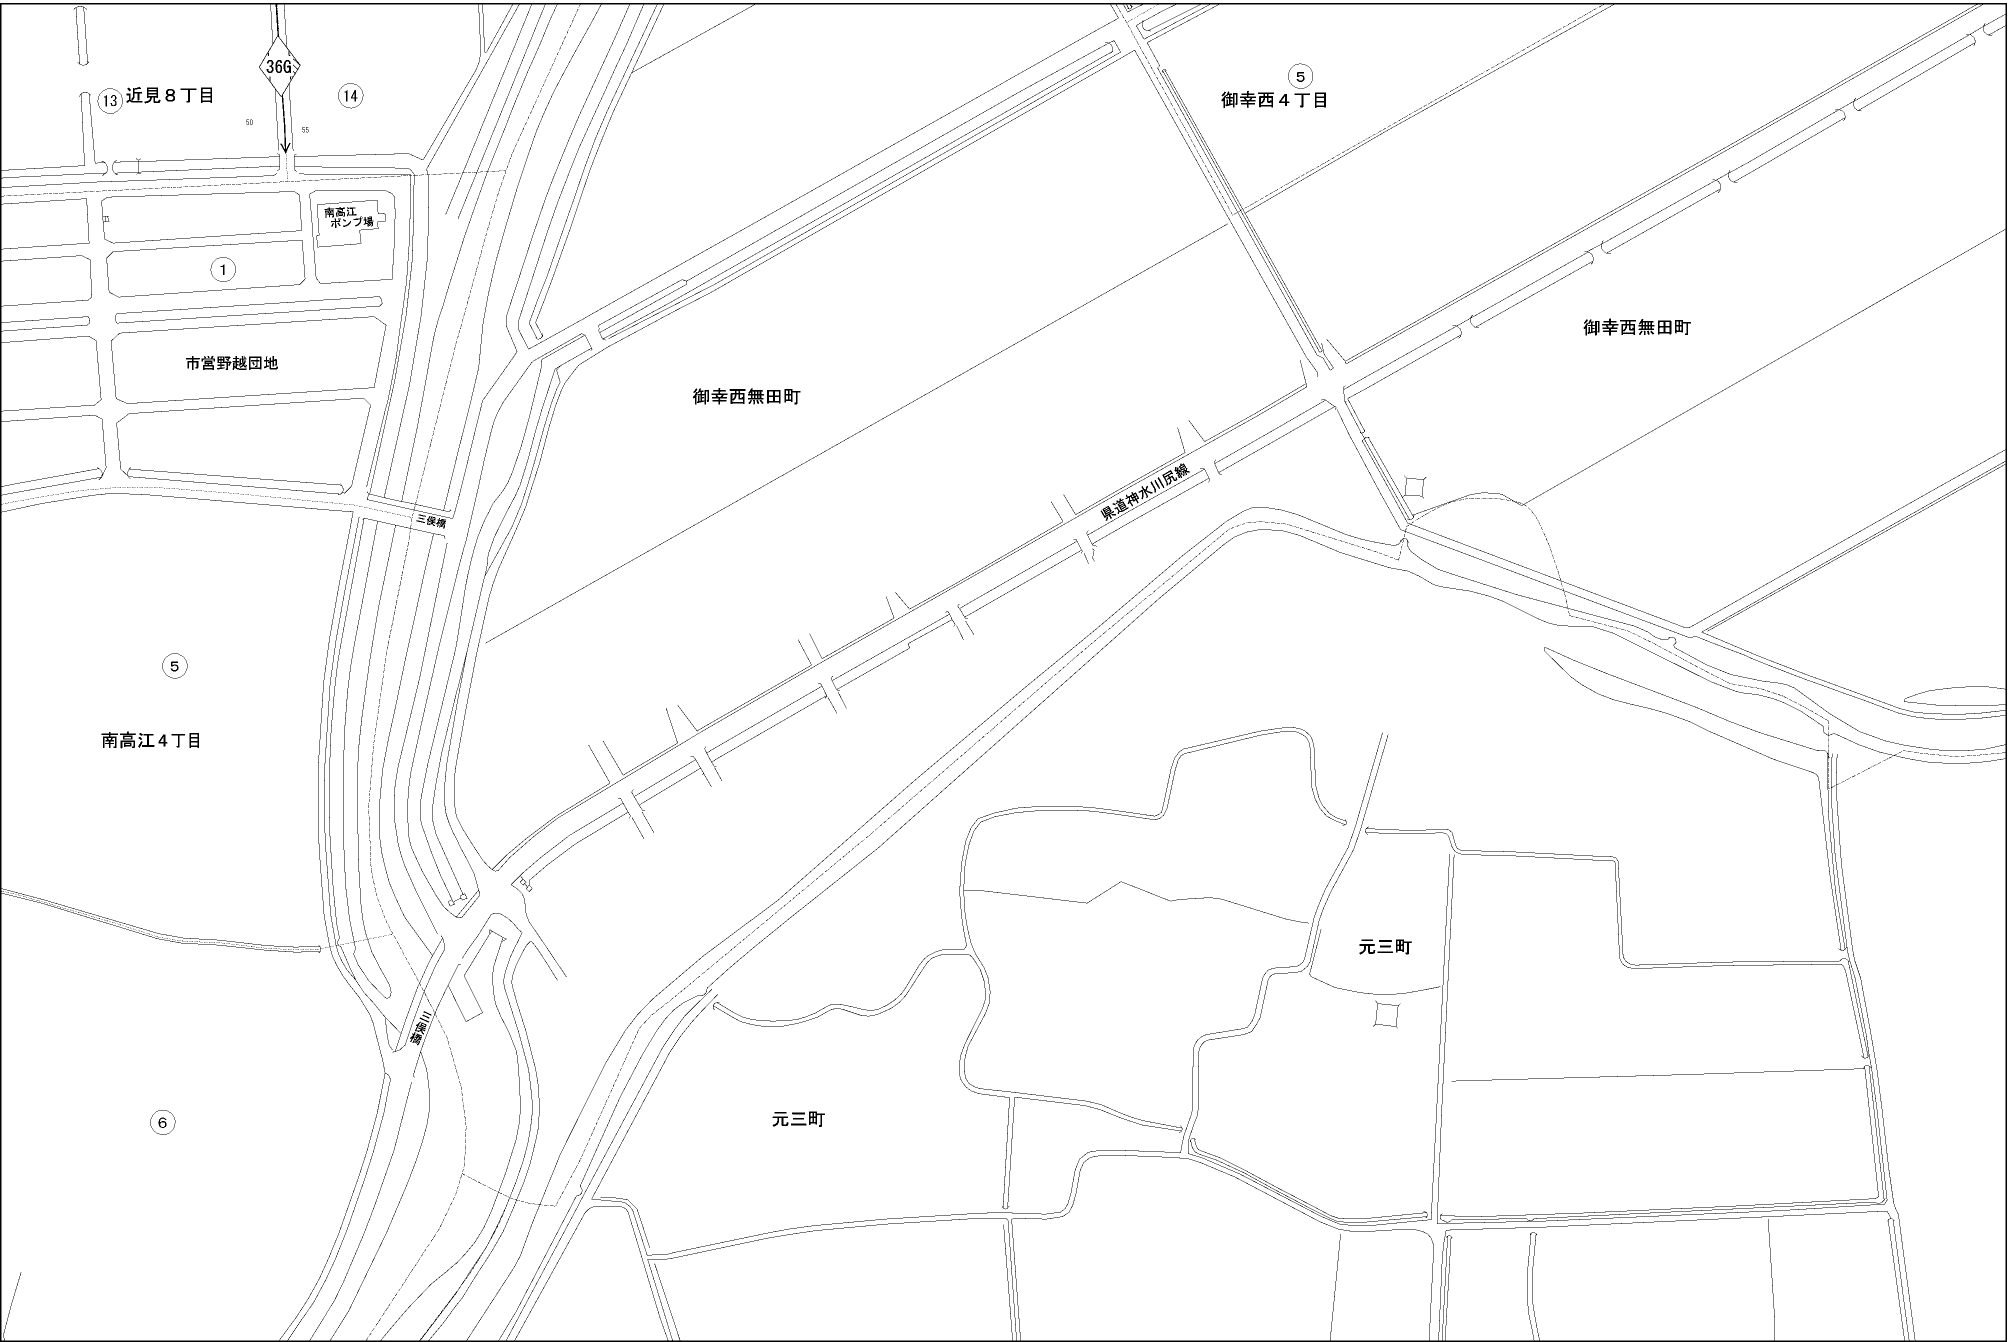 36G
13
近見８丁目
14
5
御幸西４丁目
50
55
南高江
ポンプ場
1
御幸西無田町
市営野越団地
御幸西無田町
県道神水川尻線
三俣橋
5
南高江４丁目
元三町
三俣橋
元三町
6